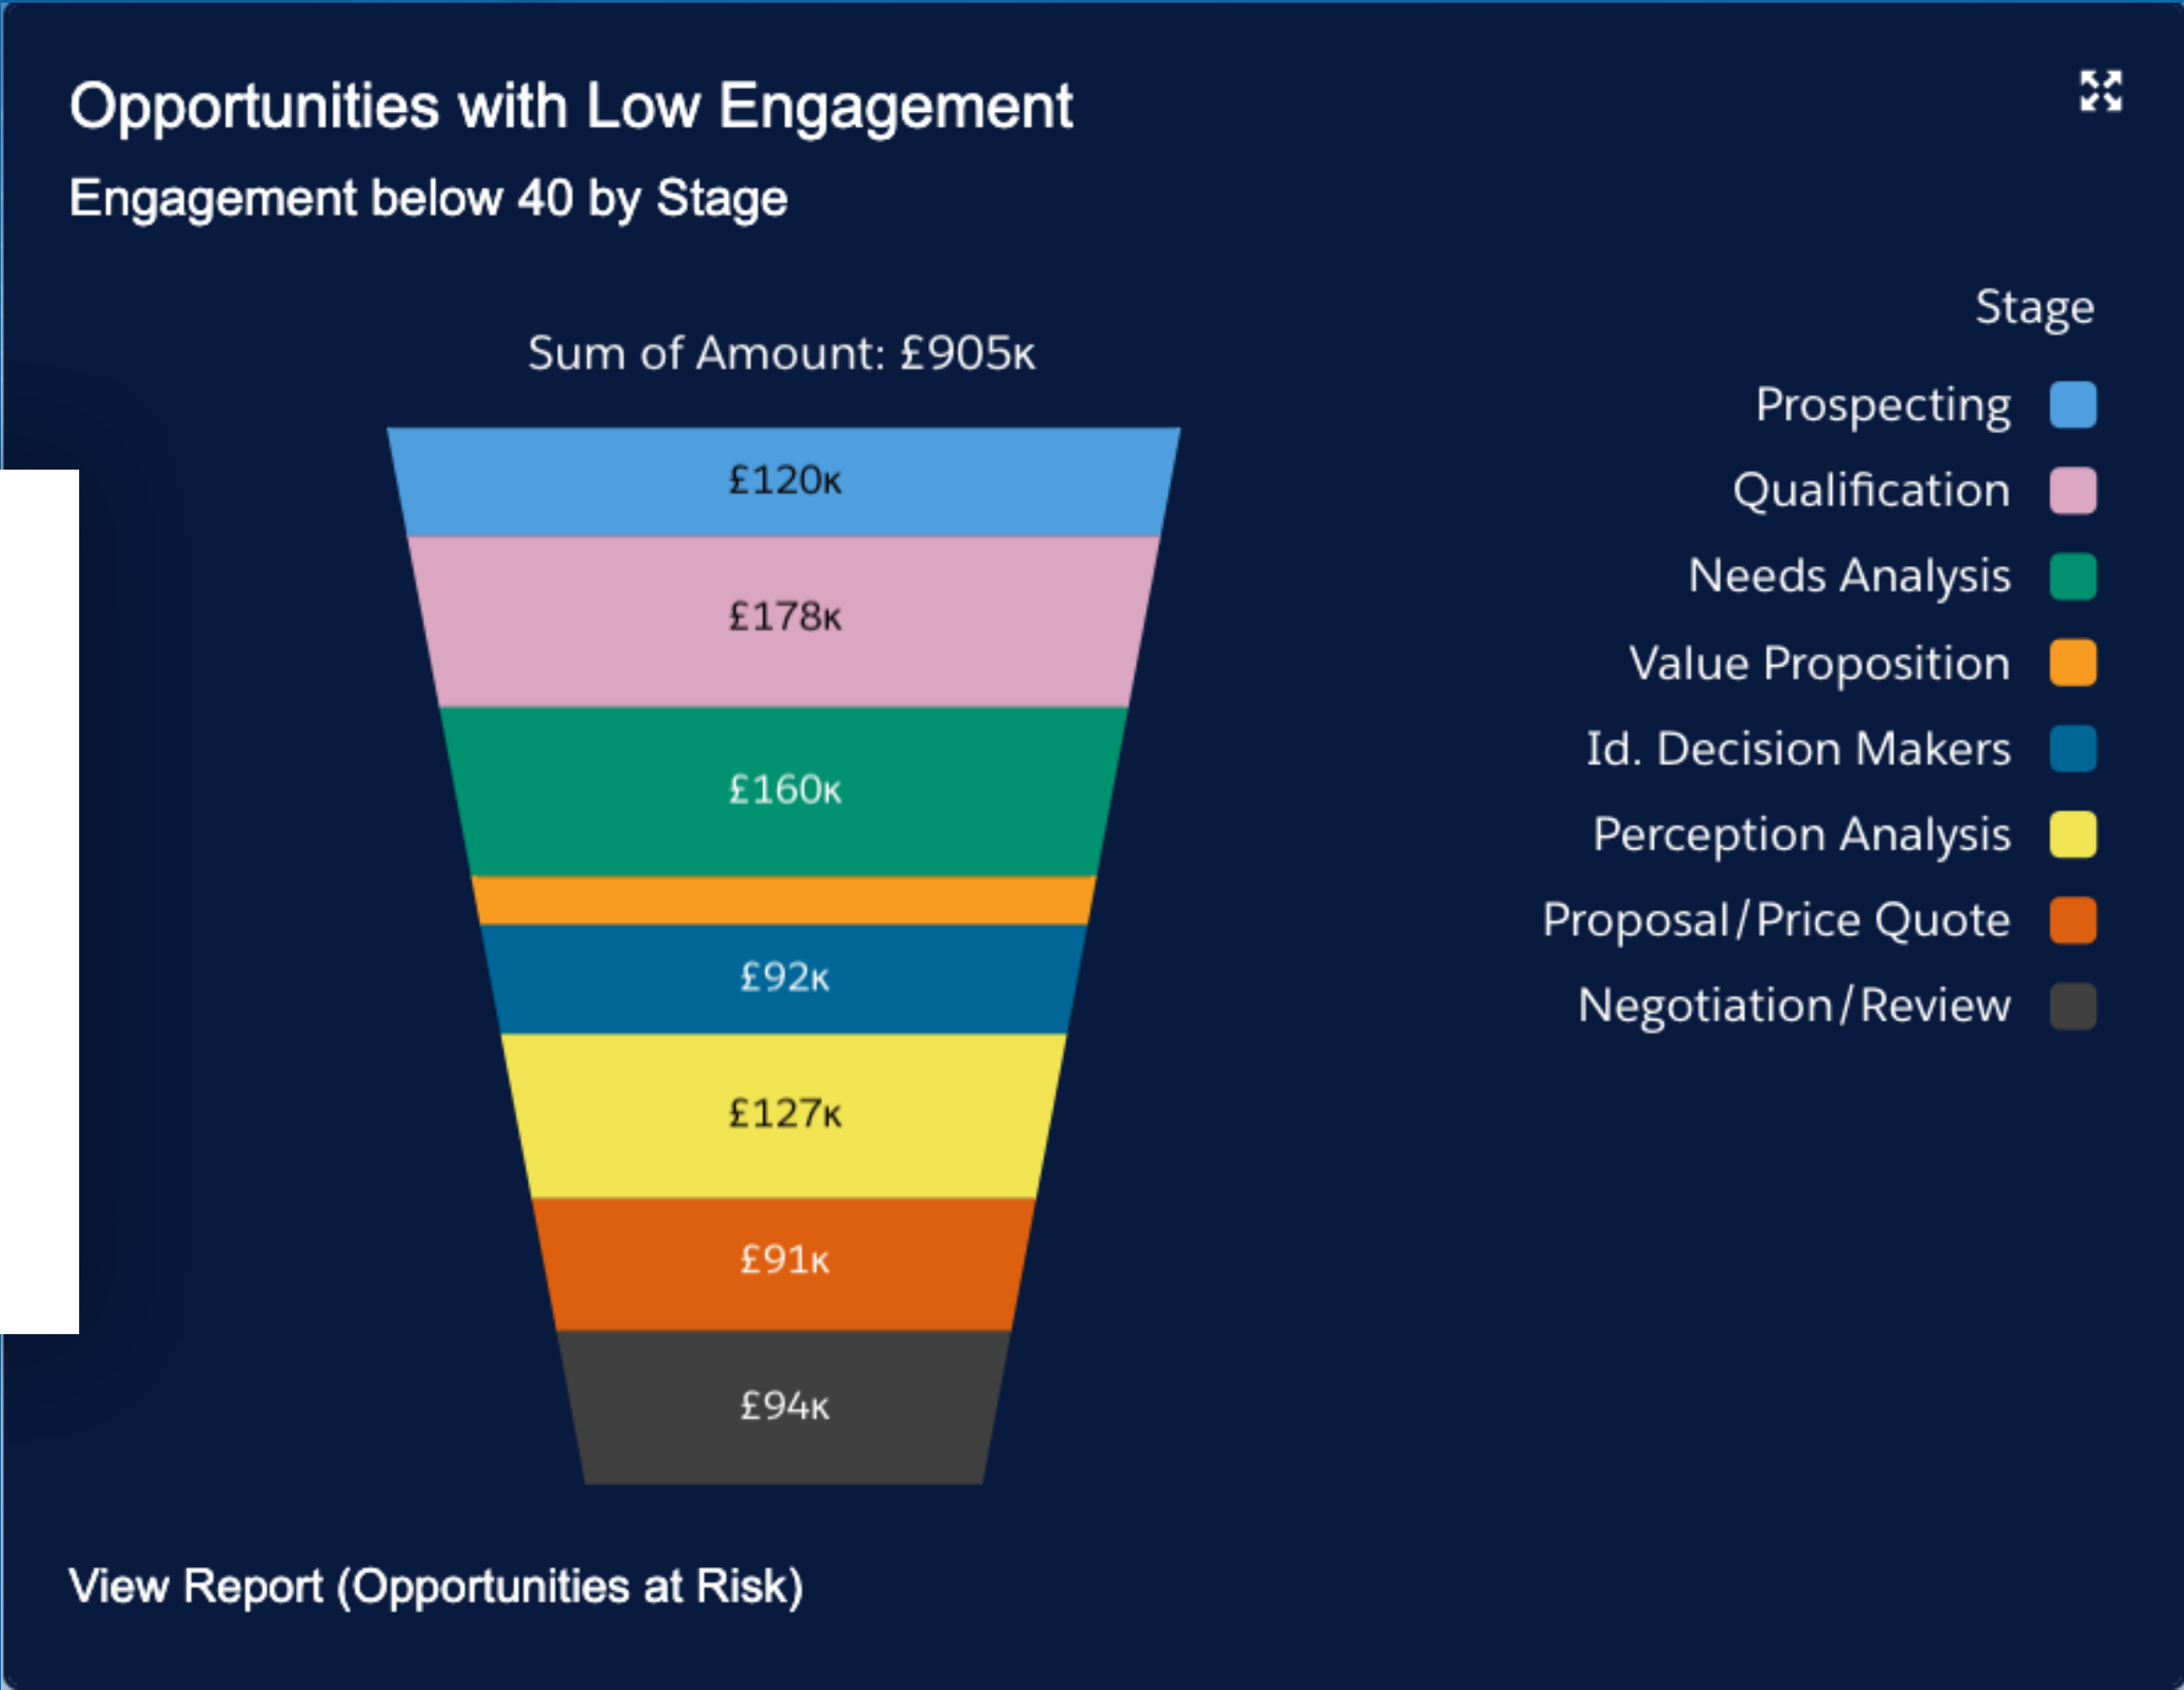 Opportunities with Low Engagement
Engagement below 40 by Stage
Sum of Amount: £905K
£120K
£178K
£160K
£92K
£127K
£91K
£94K
Stage
Prospecting
Qualification
Needs Analysis
Value Proposition
Id. Decision Makers
Perception Analysis
Proposal/Price Quote
Negotiation/Review
View Report (Opportunities at Risk)